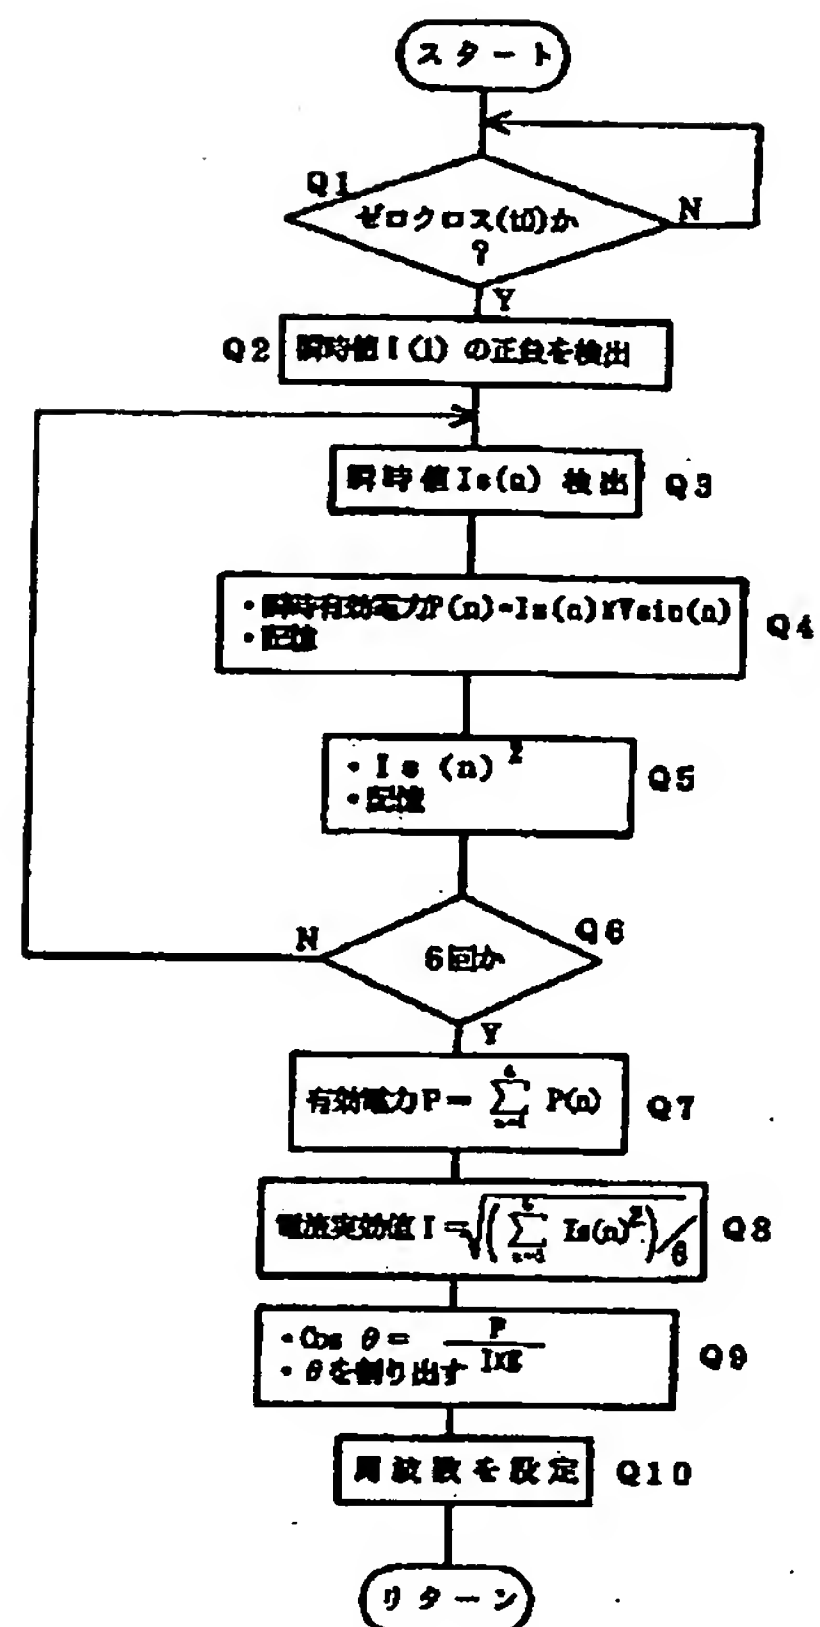 スタート
Q1
ゼロクロス(t0)か
?
N
Y
Q2
瞬時値I(1)の正負を検出
瞬時値Is(n) 検出
Q3
・瞬時有効電力P(n)=Is(n)×Vsin(n)
・記憶
Q4
・Is(n)²
・記憶
Q5
N
6回か
Q6
Y
有効電力P= ∑ P(n)
Q7
電流実効値I=√(∑ Is(n)²)/6
Q8
・Cos θ= P
I×E
・θを割り出す
Q9
周波数を設定
Q10
リターン